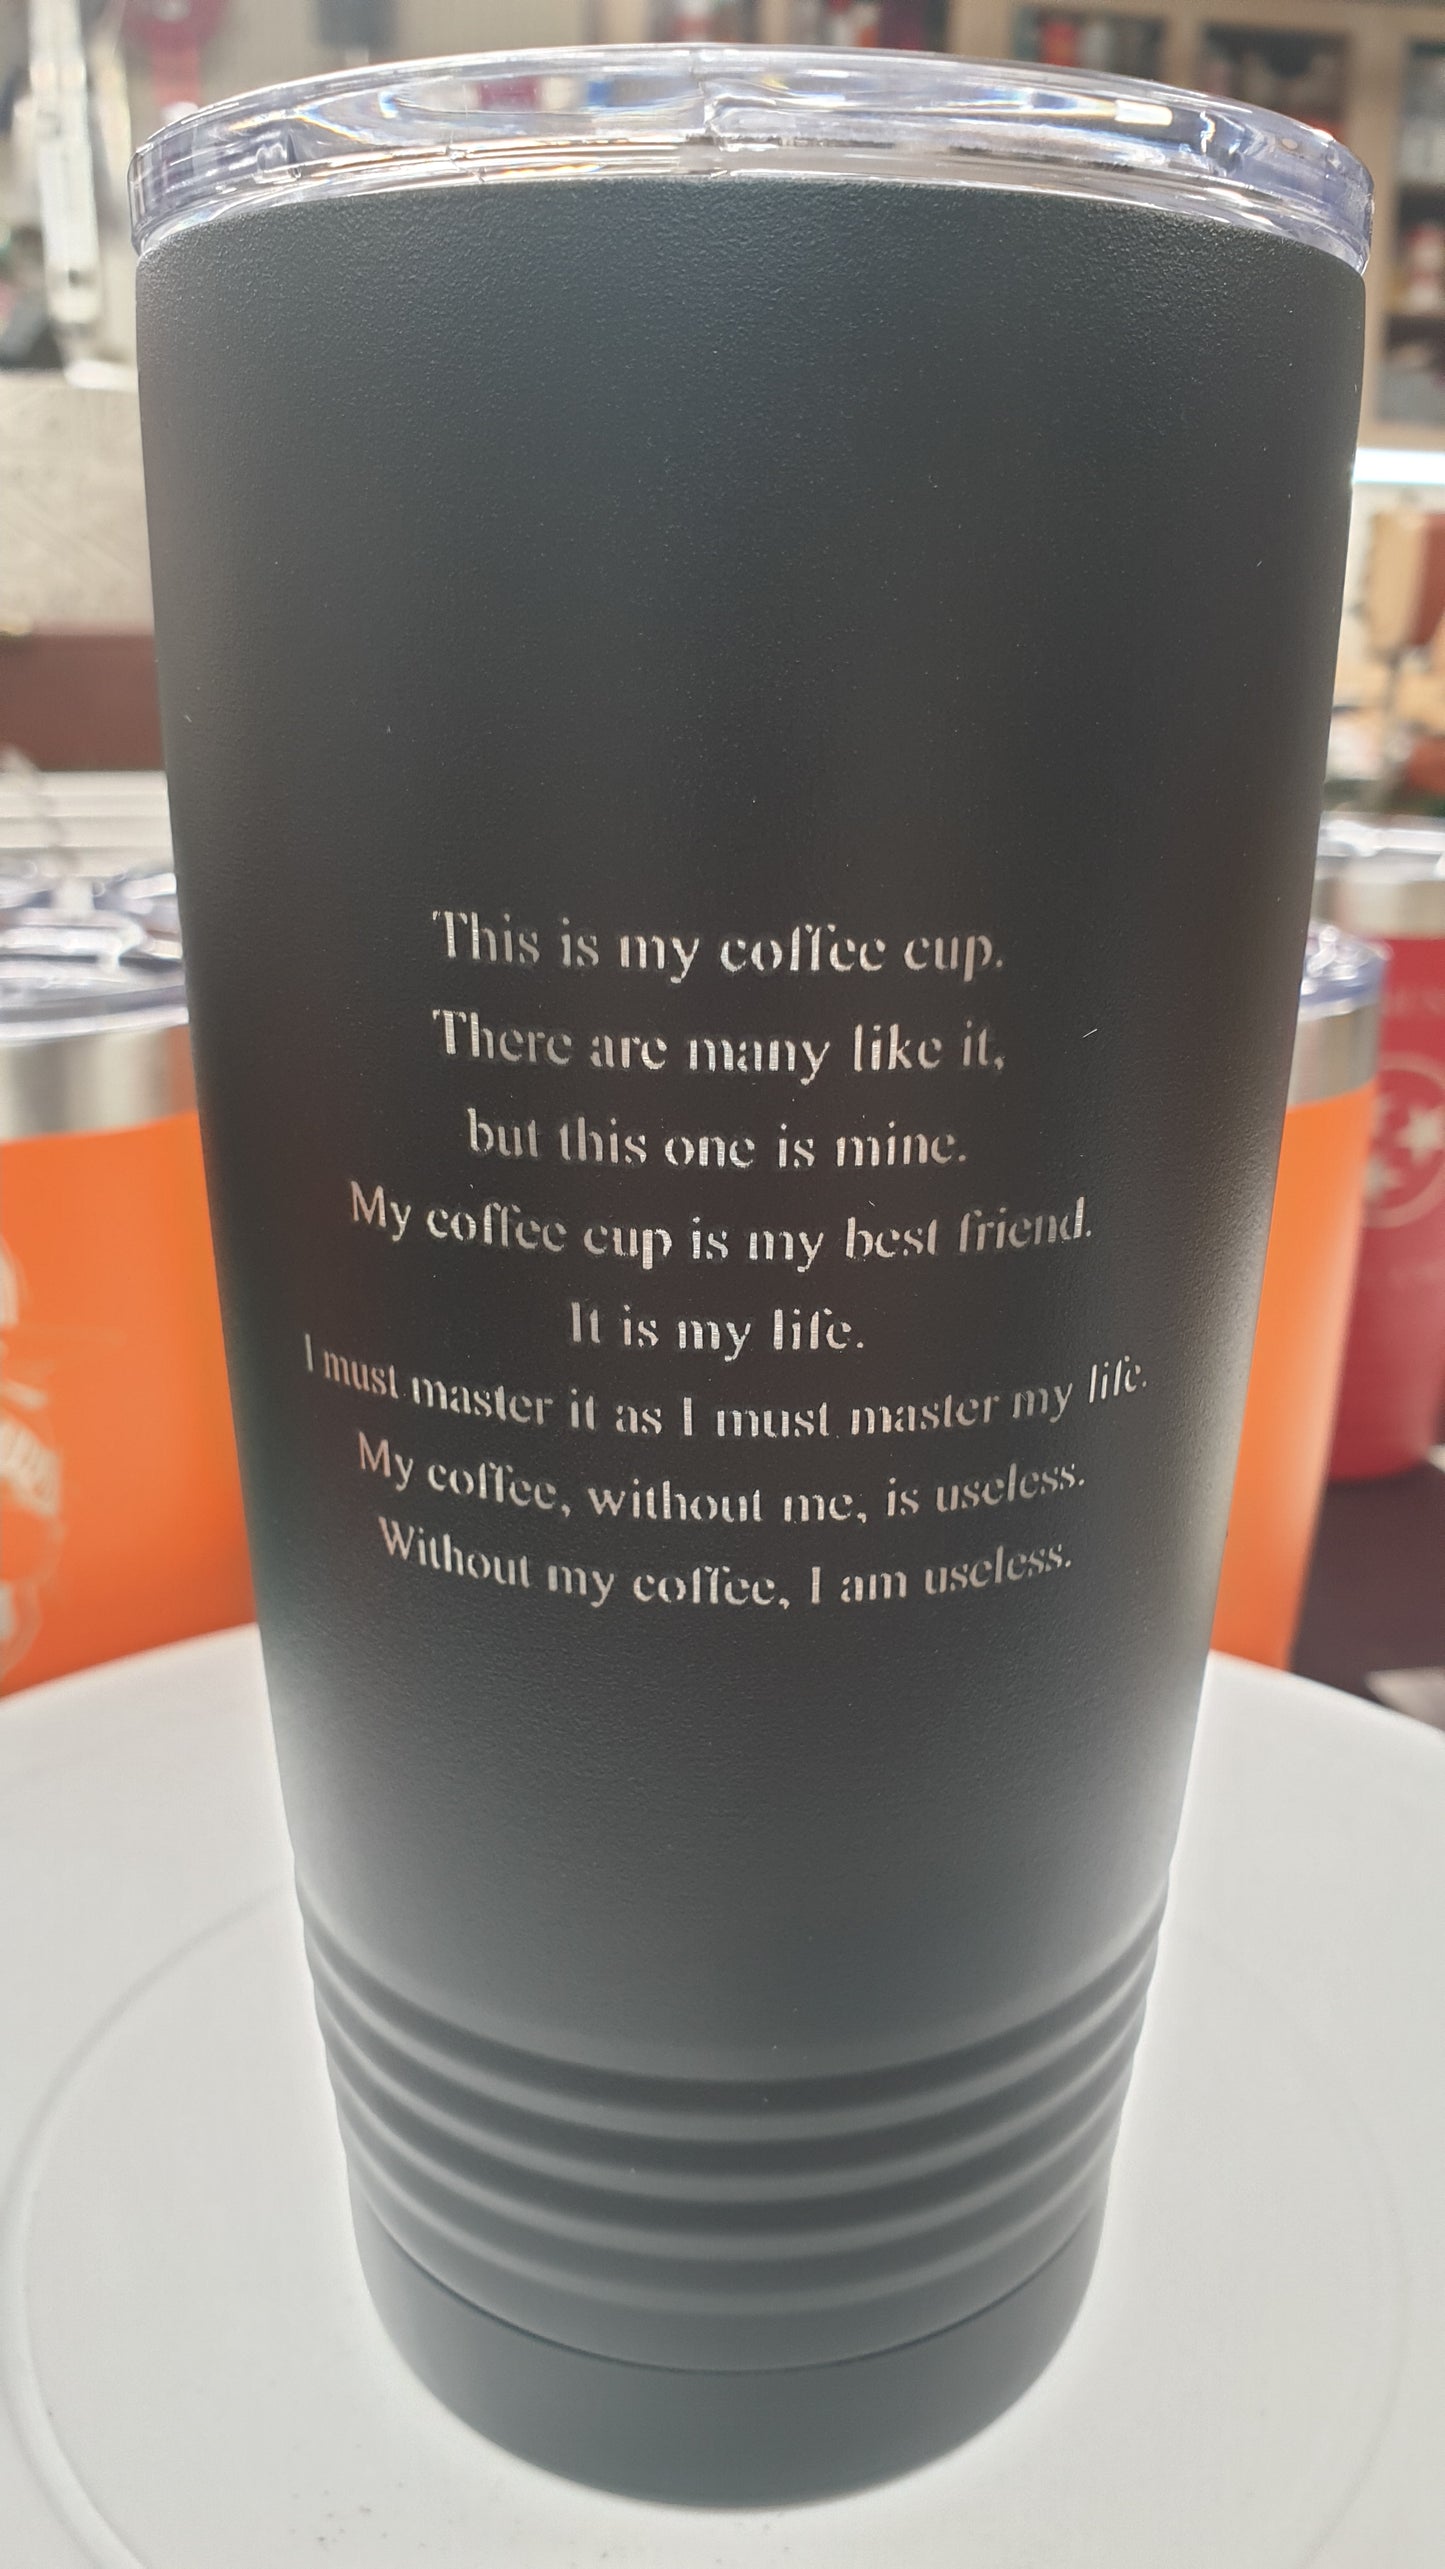 This is my coffee cup.
There are many like it,
but this one is mine.
My coffee cup is my best friend.
It is my life.
I must master it as I must master my life.
My coffee, without me, is useless.
Without my coffee, I am useless.